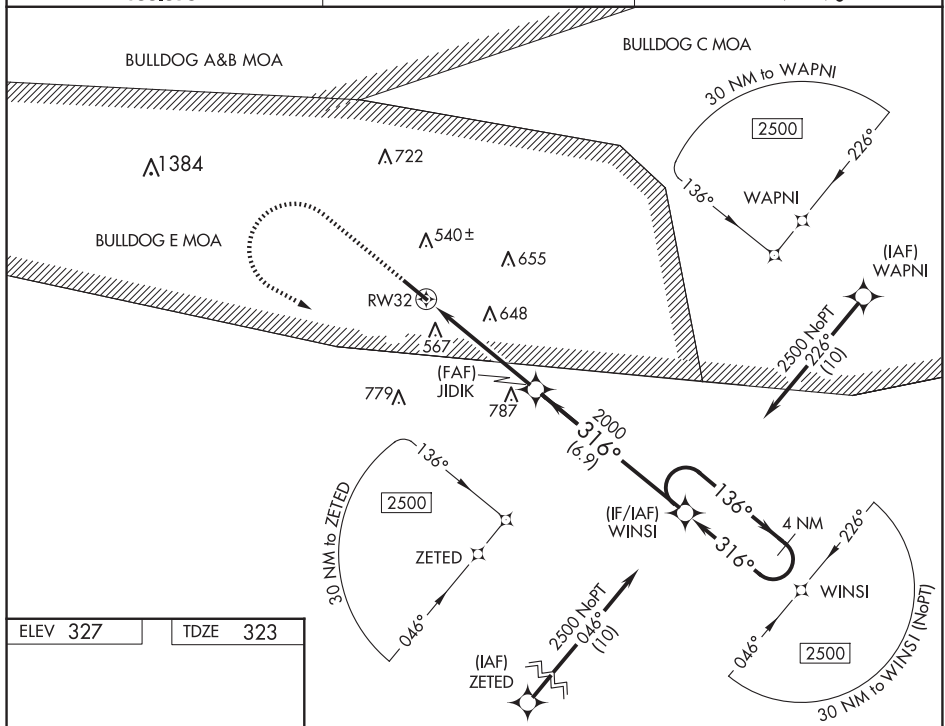 BULLDOG A&B MOA
BULLDOG C MOA
30 NM to WAPNI
2500
226°
136°
WAPNI
1384
722
BULLDOG E MOA
540±
655
(IAF)
WAPNI
RW32
648
567
2500 NoPT
226°
(10)
(FAF)
JIDIK
779
787
2000
316°
(6.9)
136°
2500
30 NM to ZETED
ZETED
046°
(IF/IAF)
WINSI
136°
4 NM
316°
226°
WINSI
046°
2500
30 NM to WINSI (NoPT)
2500 NoPT
046°
(10)
(IAF)
ZETED
ELEV 327
TDZE 323